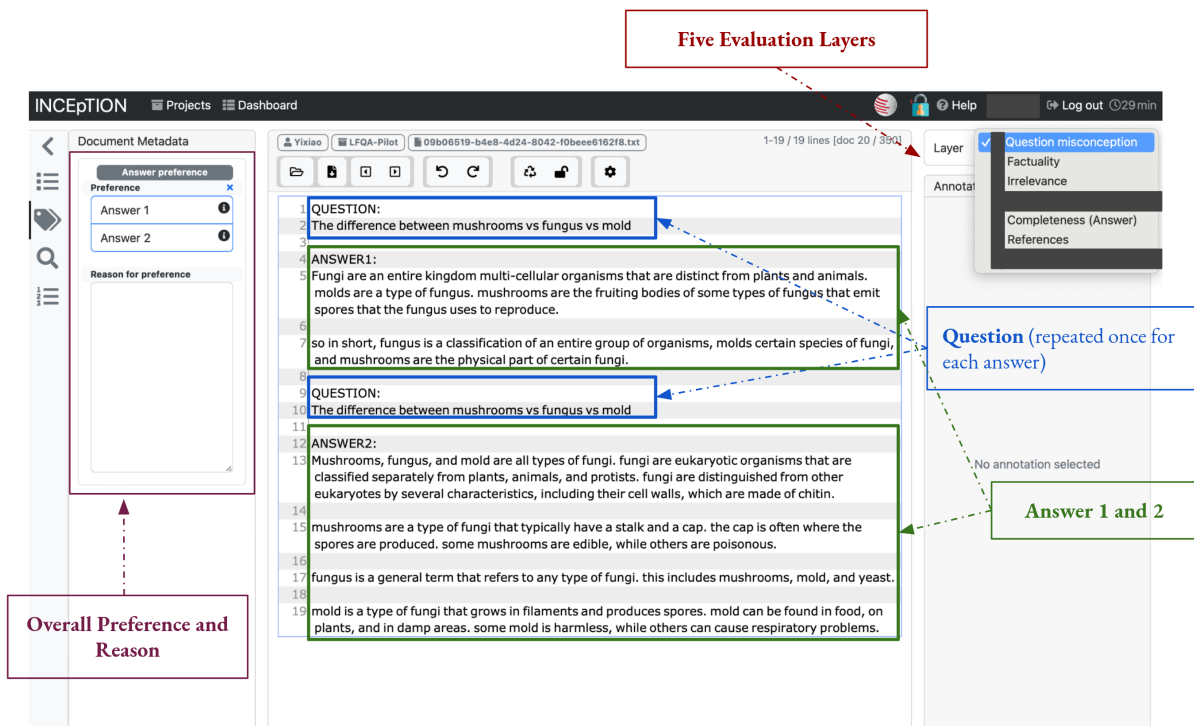 Five Evaluation Layers
INCEpTION Projects Dashboard Help Log out 29 min
Document Metadata
Answer preference
Preference ×
Answer 1
Answer 2
Reason for preference
Yixiao LFQA-Pilot 09b06519-b4e8-4d24-8042-f0beee6162f8.txt 1-19 / 19 lines [doc 20 / 350]
1 QUESTION:
2 The difference between mushrooms vs fungus vs mold
3
4 ANSWER1:
5 Fungi are an entire kingdom multi-cellular organisms that are distinct from plants and animals.
molds are a type of fungus. mushrooms are the fruiting bodies of some types of fungus that emit
spores that the fungus uses to reproduce.
6
7 so in short, fungus is a classification of an entire group of organisms, molds certain species of fungi,
and mushrooms are the physical part of certain fungi.
8
9 QUESTION:
10 The difference between mushrooms vs fungus vs mold
11
12 ANSWER2:
13 Mushrooms, fungus, and mold are all types of fungi. fungi are eukaryotic organisms that are
classified separately from plants, animals, and protists. fungi are distinguished from other
eukaryotes by several characteristics, including their cell walls, which are made of chitin.
14
15 mushrooms are a type of fungi that typically have a stalk and a cap. the cap is often where the
spores are produced. some mushrooms are edible, while others are poisonous.
16
17 fungus is a general term that refers to any type of fungi. this includes mushrooms, mold, and yeast.
18
19 mold is a type of fungi that grows in filaments and produces spores. mold can be found in food, on
plants, and in damp areas. some mold is harmless, while others can cause respiratory problems.
Layer
Question misconception
Factuality
Irrelevance
Completeness (Answer)
References
Annotat
No annotation selected
Question (repeated once for
each answer)
Answer 1 and 2
Overall Preference and
Reason